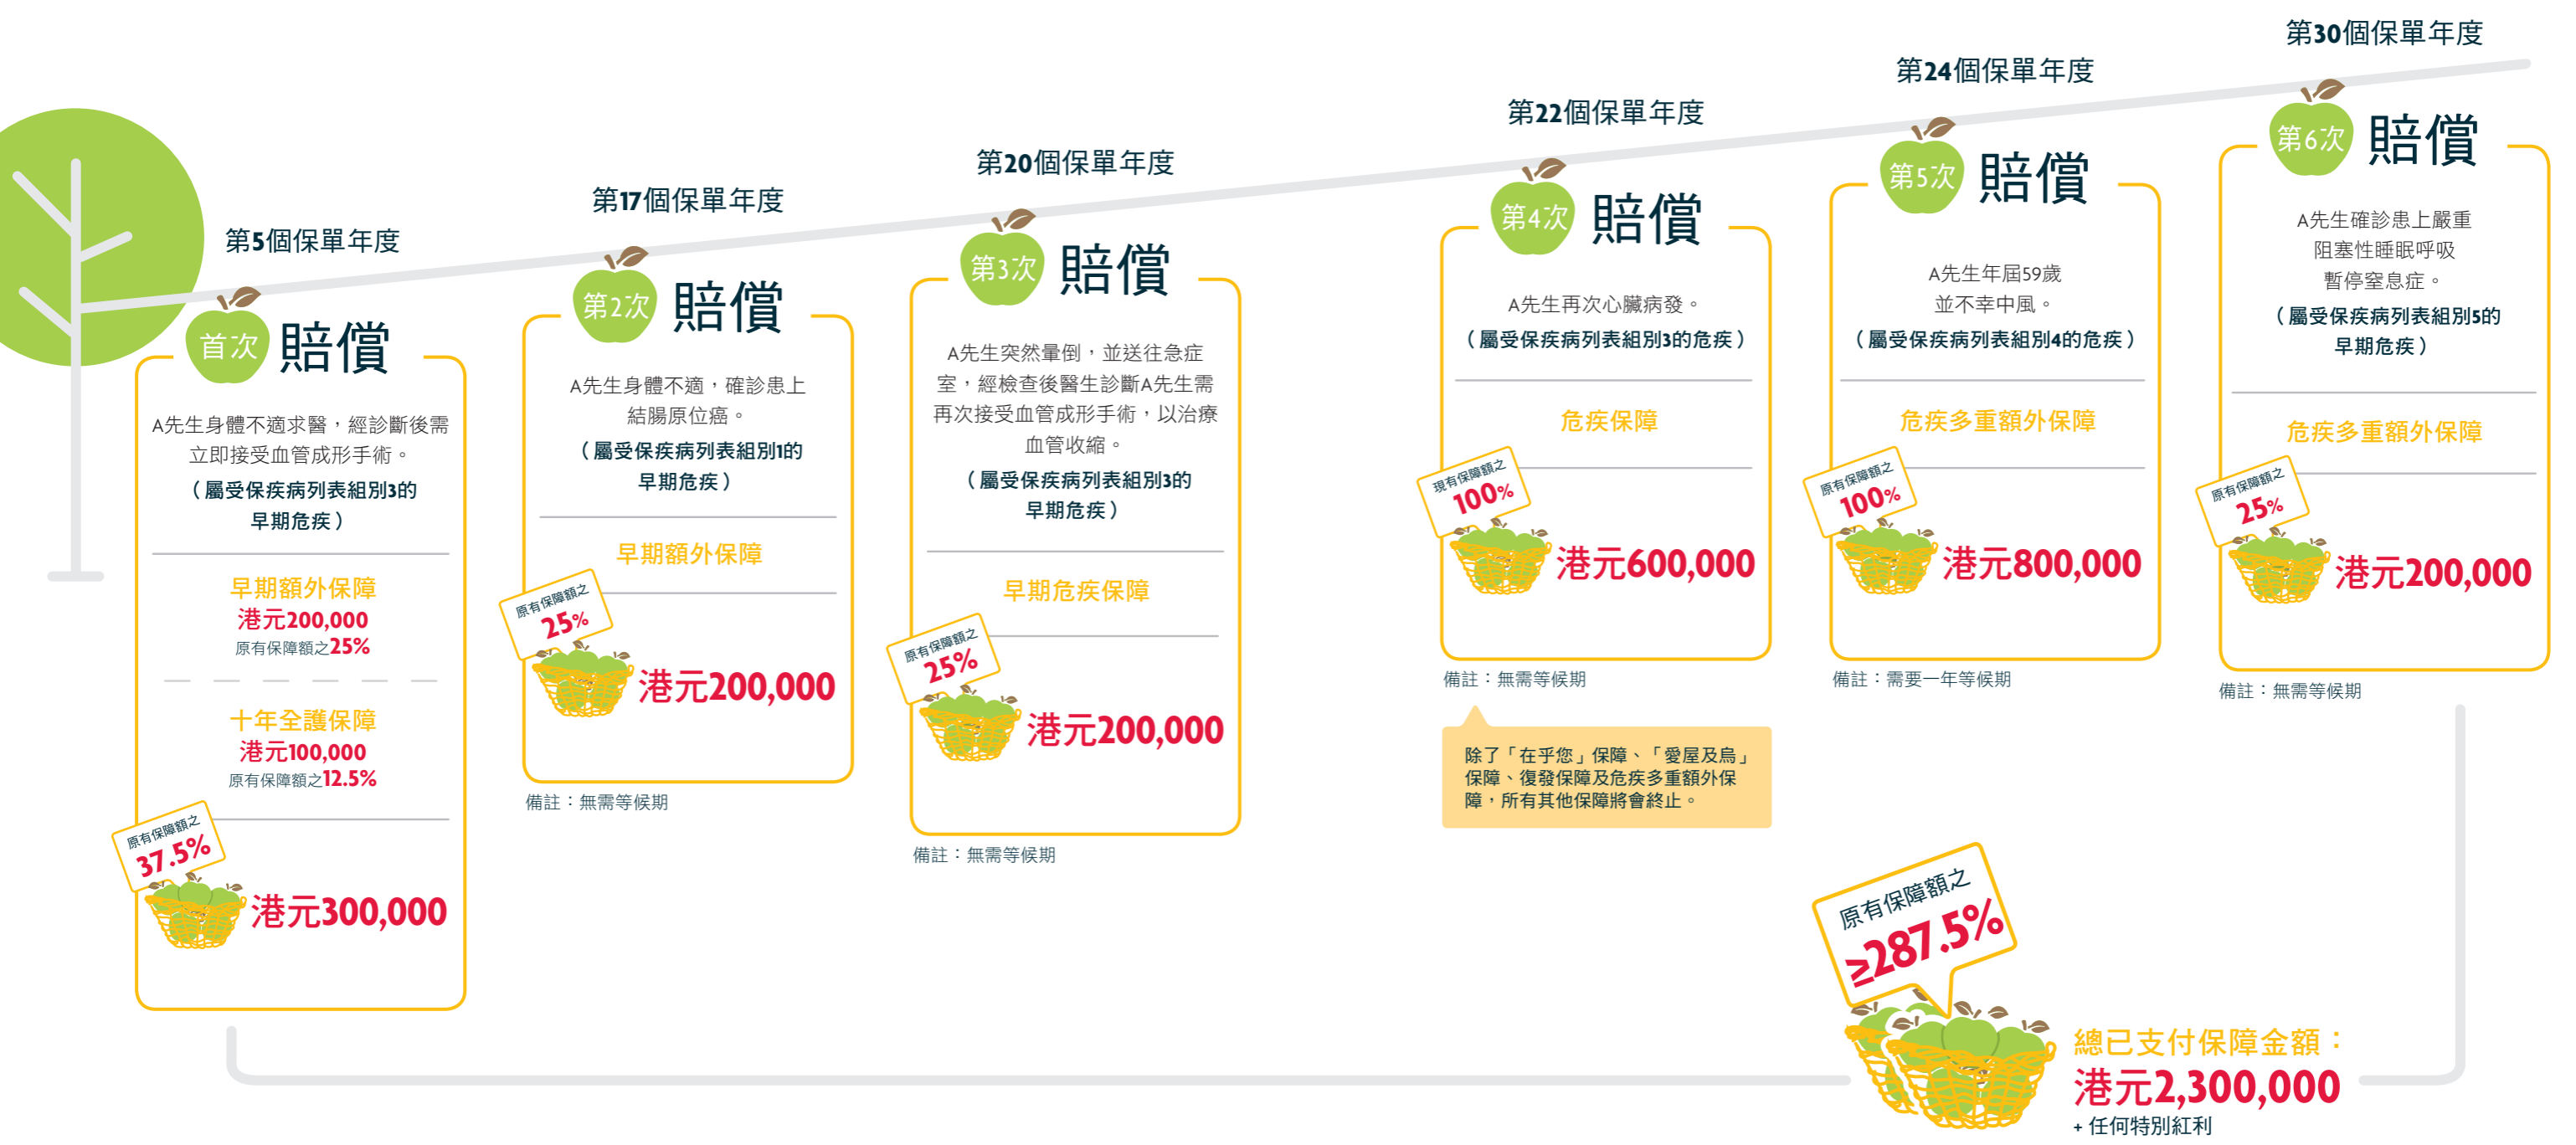 第5個保單年度
首次
賠償
A先生身體不適求醫，經診斷後需
立即接受血管成形手術。
（屬受保疾病列表組別3的
早期危疾）
早期額外保障
港元200,000
原有保障額之25%
十年全護保障
港元100,000
原有保障額之12.5%
原有保障額之
37.5%
港元300,000
第17個保單年度
第2次
賠償
A先生身體不適，確診患上
結腸原位癌。
（屬受保疾病列表組別1的
早期危疾）
早期額外保障
原有保障額之
25%
港元200,000
備註：無需等候期
第20個保單年度
第3次
賠償
A先生突然暈倒，並送往急症
室，經檢查後醫生診斷A先生需
再次接受血管成形手術，以治療
血管收縮。
（屬受保疾病列表組別3的
早期危疾）
早期危疾保障
原有保障額之
25%
港元200,000
備註：無需等候期
第22個保單年度
第4次
賠償
A先生再次心臟病發。
（屬受保疾病列表組別3的危疾）
危疾保障
現有保障額之
100%
港元600,000
備註：無需等候期
除了「在乎您」保障、「愛屋及烏」
保障、復發保障及危疾多重額外保
障，所有其他保障將會終止。
第24個保單年度
第5次
賠償
A先生年屆59歲
並不幸中風。
（屬受保疾病列表組別4的危疾）
危疾多重額外保障
原有保障額之
100%
港元800,000
備註：需要一年等候期
第30個保單年度
第6次
賠償
A先生確診患上嚴重
阻塞性睡眠呼吸
暫停窒息症。
（屬受保疾病列表組別5的
早期危疾）
危疾多重額外保障
原有保障額之
25%
港元200,000
備註：無需等候期
原有保障額之
≥287.5%
總已支付保障金額：
港元2,300,000
+ 任何特別紅利